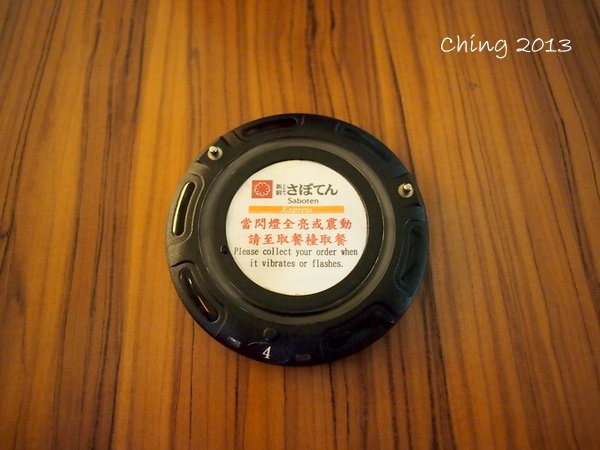 Ching 2013
新宿 さぼてん
Saboten
Express
當閃燈全亮或震動
請至取餐檯取餐
Please collect your order when
it vibrates or flashes.
4